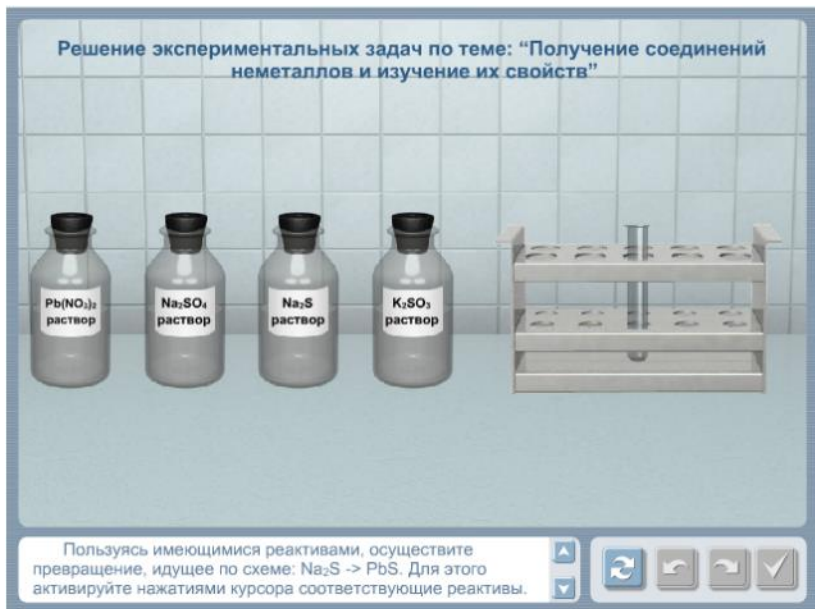 Решение экспериментальных задач по теме: “Получение соединений
неметаллов и изучение их свойств”
Pb(NO₃)₂
раствор
Na₂SO₄
раствор
Na₂S
раствор
K₂SO₃
раствор
Пользуясь имеющимися реактивами, осуществите
превращение, идущее по схеме: Na₂S -> PbS. Для этого
активируйте нажатиями курсора соответствующие реактивы.